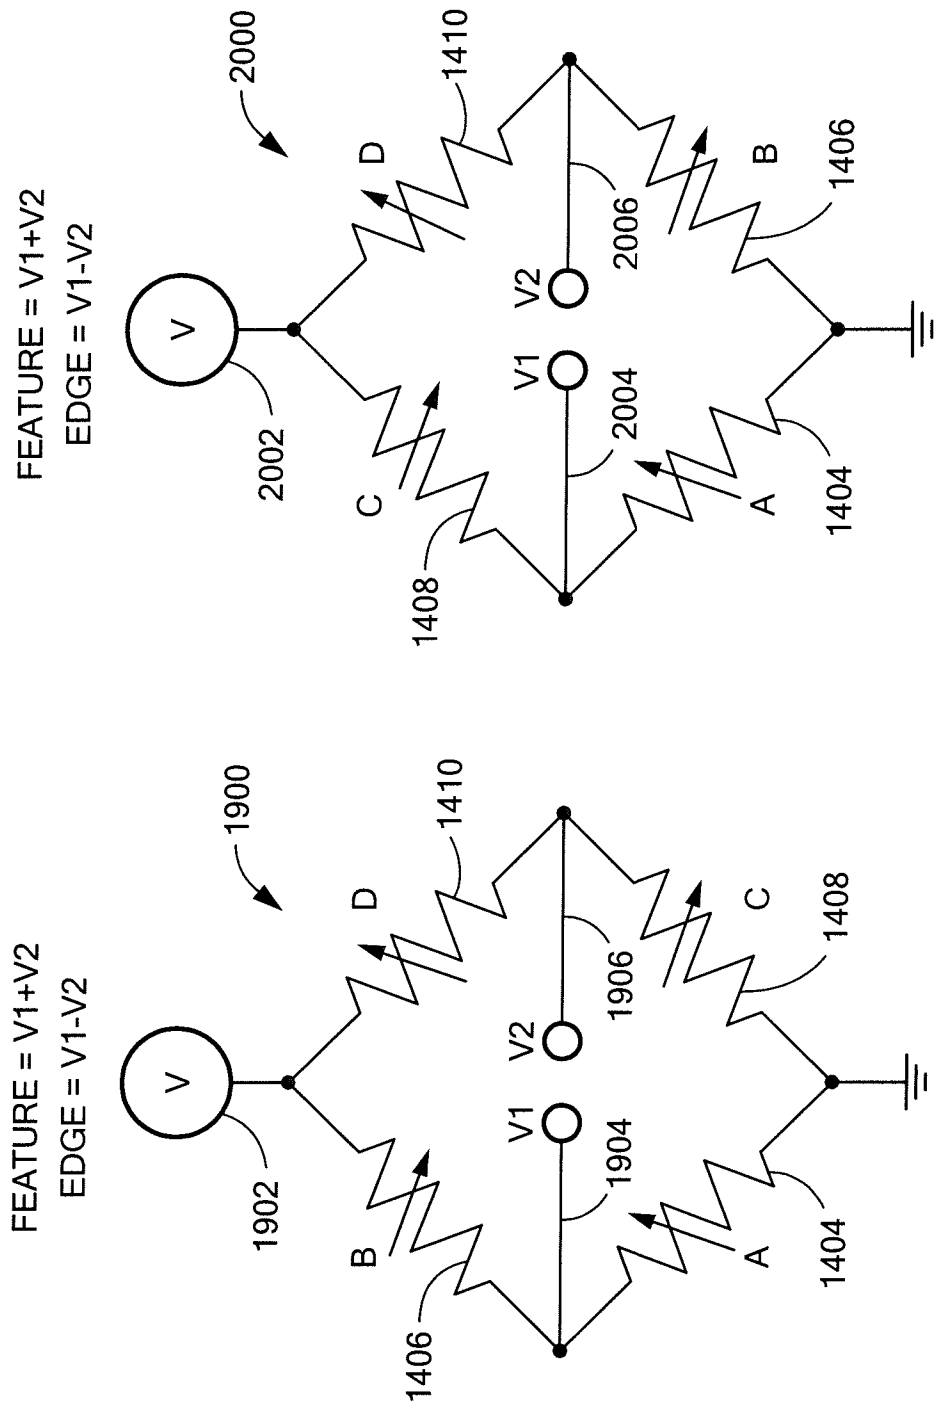 FEATURE = V1+V2
EDGE = V1-V2
1900
V
1902
B
D
1406
1410
V1
V2
1904
1906
A
C
1404
1408
FEATURE = V1+V2
EDGE = V1-V2
2000
V
2002
C
D
1408
1410
V1
V2
2004
2006
A
B
1404
1406